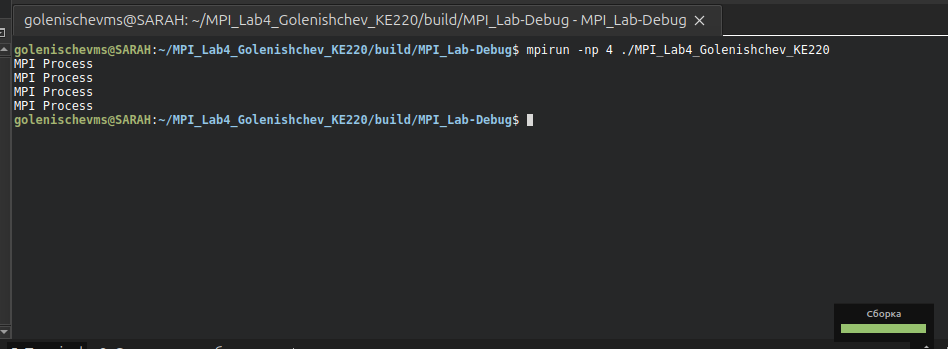 golenischevms@SARAH: ~/MPI_Lab4_Golenishchev_KE220/build/MPI_Lab-Debug - MPI_Lab-Debug
golenischevms@SARAH:~/MPI_Lab4_Golenishchev_KE220/build/MPI_Lab-Debug$ mpirun -np 4 ./MPI_Lab4_Golenishchev_KE220
MPI Process
MPI Process
MPI Process
MPI Process
golenischevms@SARAH:~/MPI_Lab4_Golenishchev_KE220/build/MPI_Lab-Debug$
Сборка